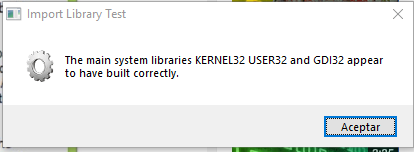 Import Library Test
The main system libraries KERNEL32 USER32 and GDI32 appear
to have built correctly.
Aceptar